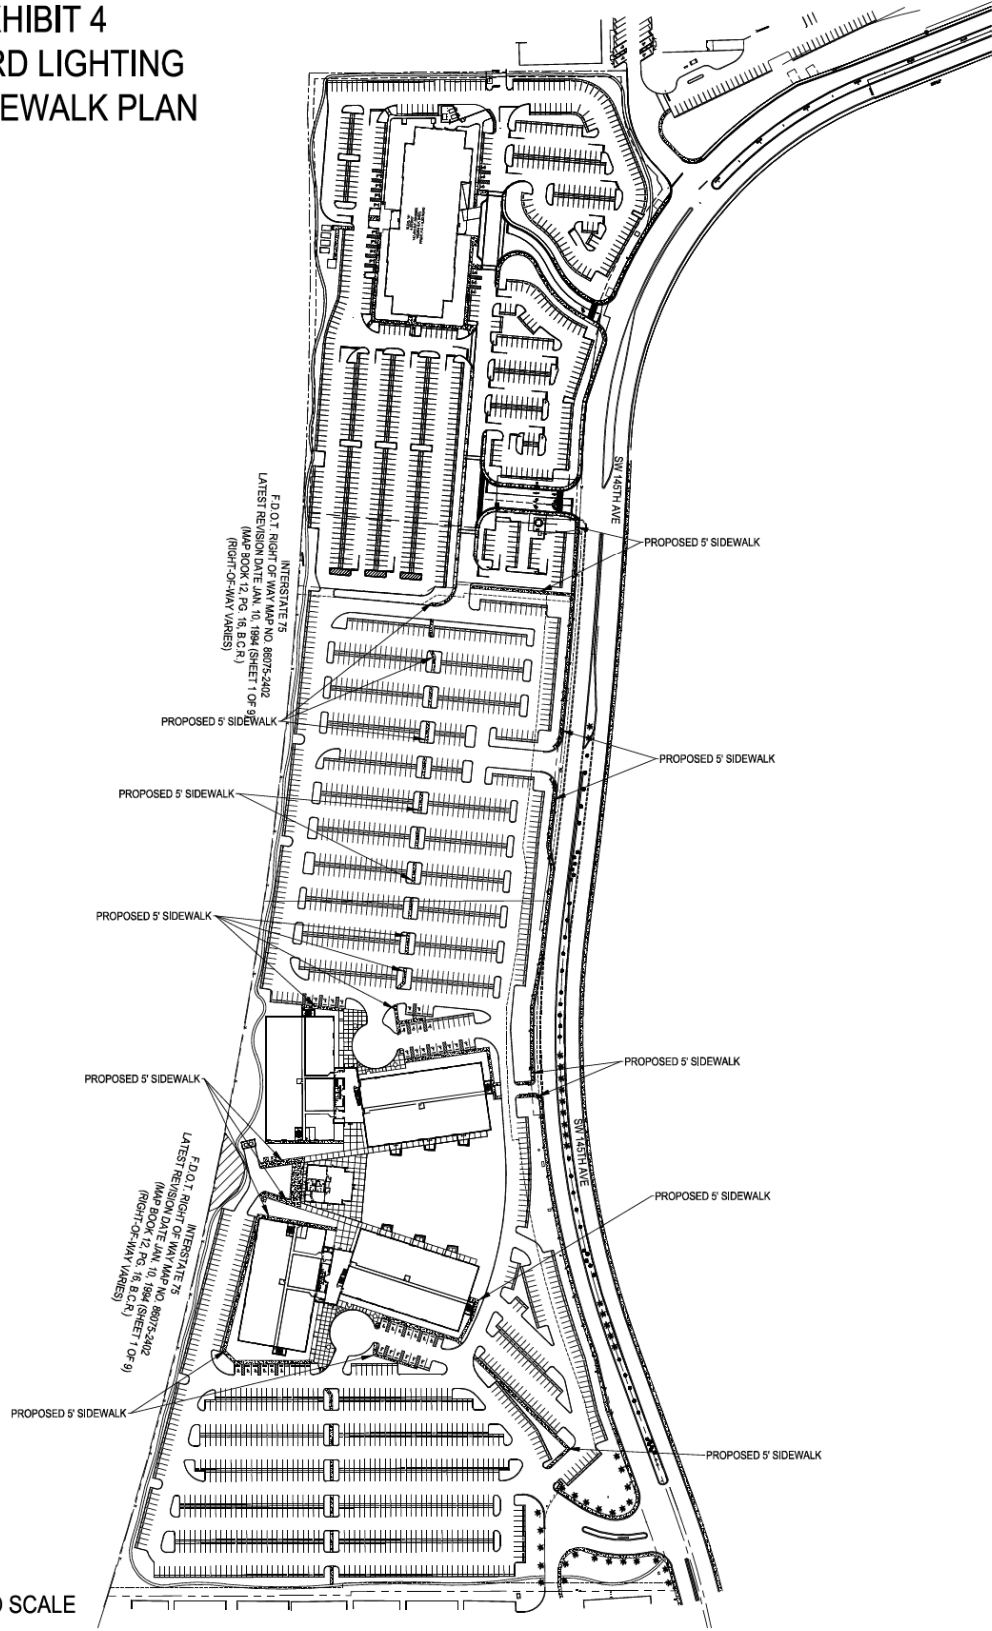 XHIBIT 4
RD LIGHTING
EWALK PLAN
SW 145TH AVE
PROPOSED 5' SIDEWALK
INTERSTATE 75
F.D.O.T. RIGHT OF WAY MAP NO. 86075-2402
LATEST REVISION DATE JAN. 10, 1994 (SHEET 1 OF 9)
(MAP BOOK 12, PG. 16, B.C.R.)
(RIGHT-OF-WAY VARIES)
PROPOSED 5' SIDEWALK
PROPOSED 5' SIDEWALK
PROPOSED 5' SIDEWALK
PROPOSED 5' SIDEWALK
PROPOSED 5' SIDEWALK
PROPOSED 5' SIDEWALK
SW 145TH AVE
INTERSTATE 75
F.D.O.T. RIGHT OF WAY MAP NO. 86075-2402
LATEST REVISION DATE JAN. 10, 1994 (SHEET 1 OF 9)
(MAP BOOK 12, PG. 16, B.C.R.)
(RIGHT-OF-WAY VARIES)
PROPOSED 5' SIDEWALK
PROPOSED 5' SIDEWALK
PROPOSED 5' SIDEWALK
O SCALE